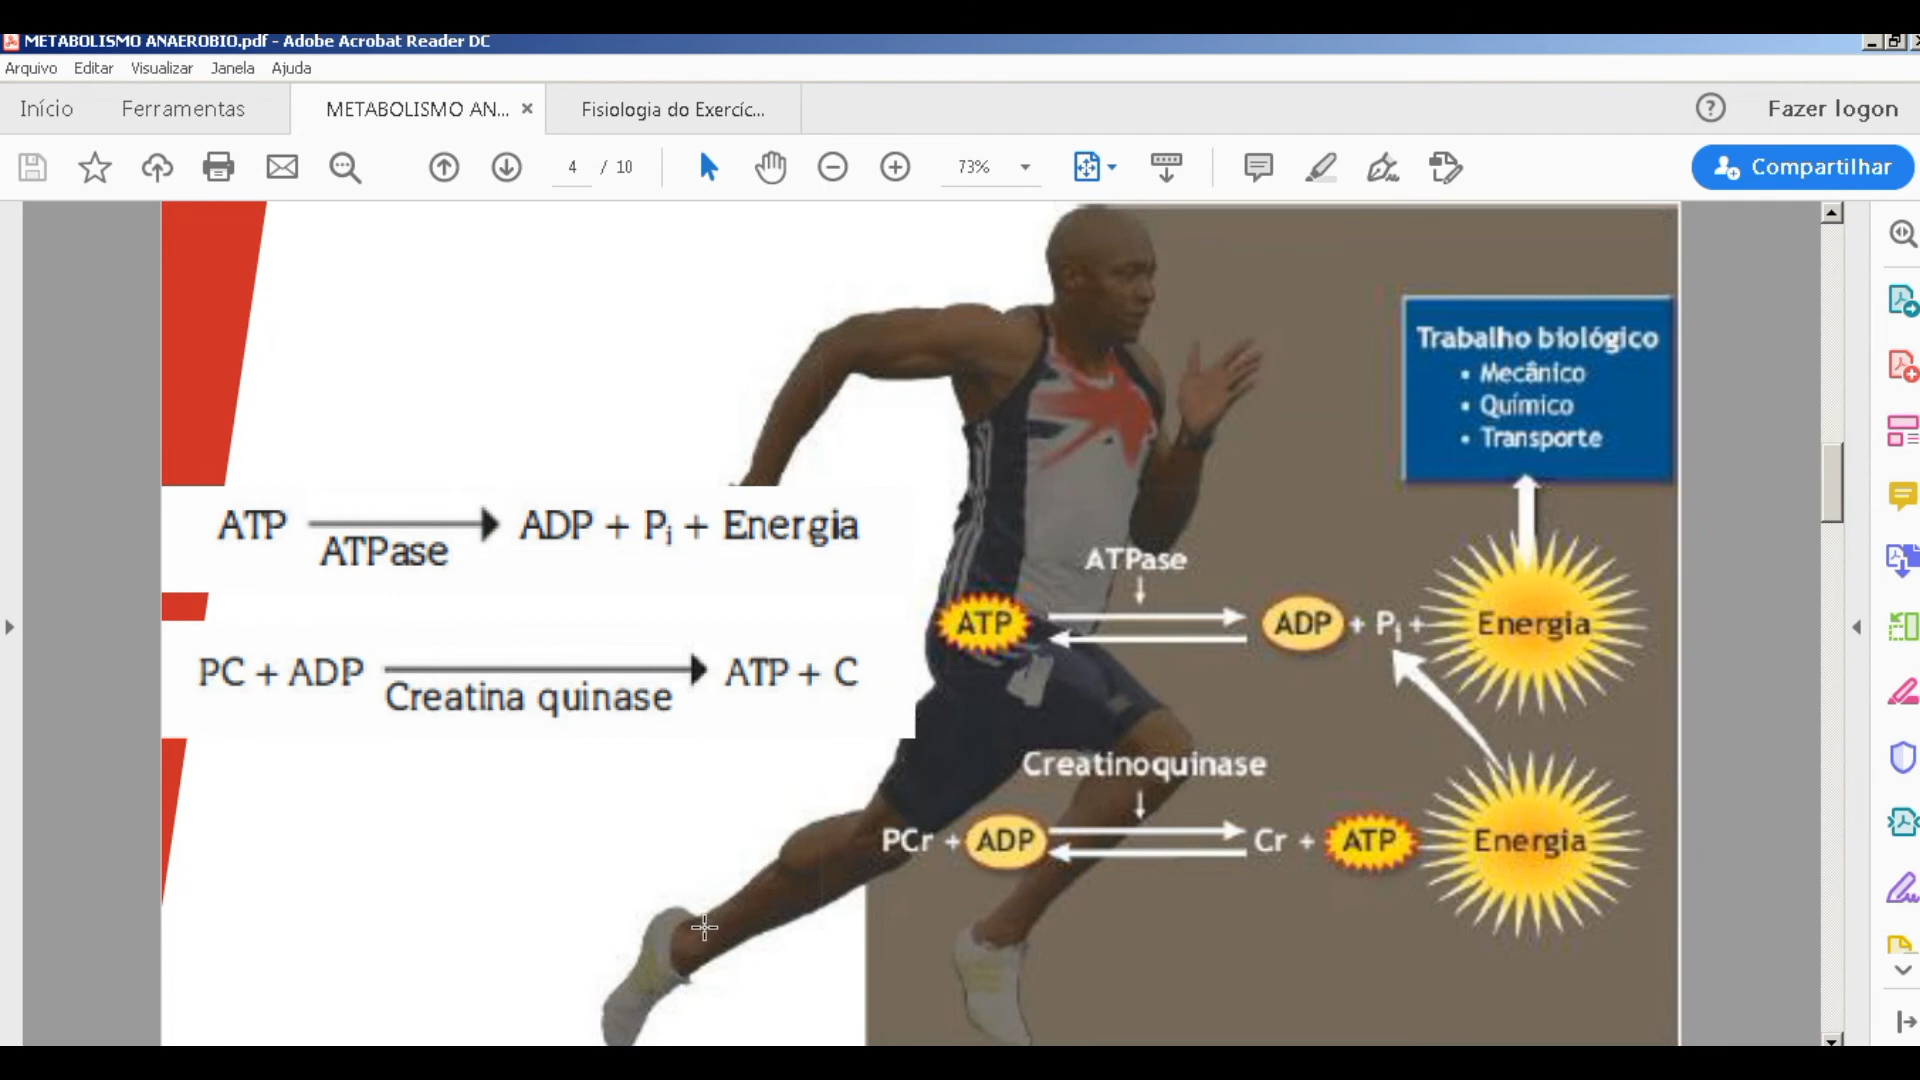 METABOLISMO ANAEROBIO.pdf - Adobe Acrobat Reader DC
Arquivo Editar Visualizar Janela Ajuda
Início Ferramentas METABOLISMO AN... × Fisiologia do Exercíc... ? Fazer logon
4 / 10 73% Compartilhar
Trabalho biológico
• Mecânico
• Químico
• Transporte
ATP ADP + Pi + Energia
ATPase
PC + ADP ATP + C
Creatina quinase
ATPase
ATP ADP + Pi + Energia
Creatinoquinase
PCr + ADP Cr + ATP Energia